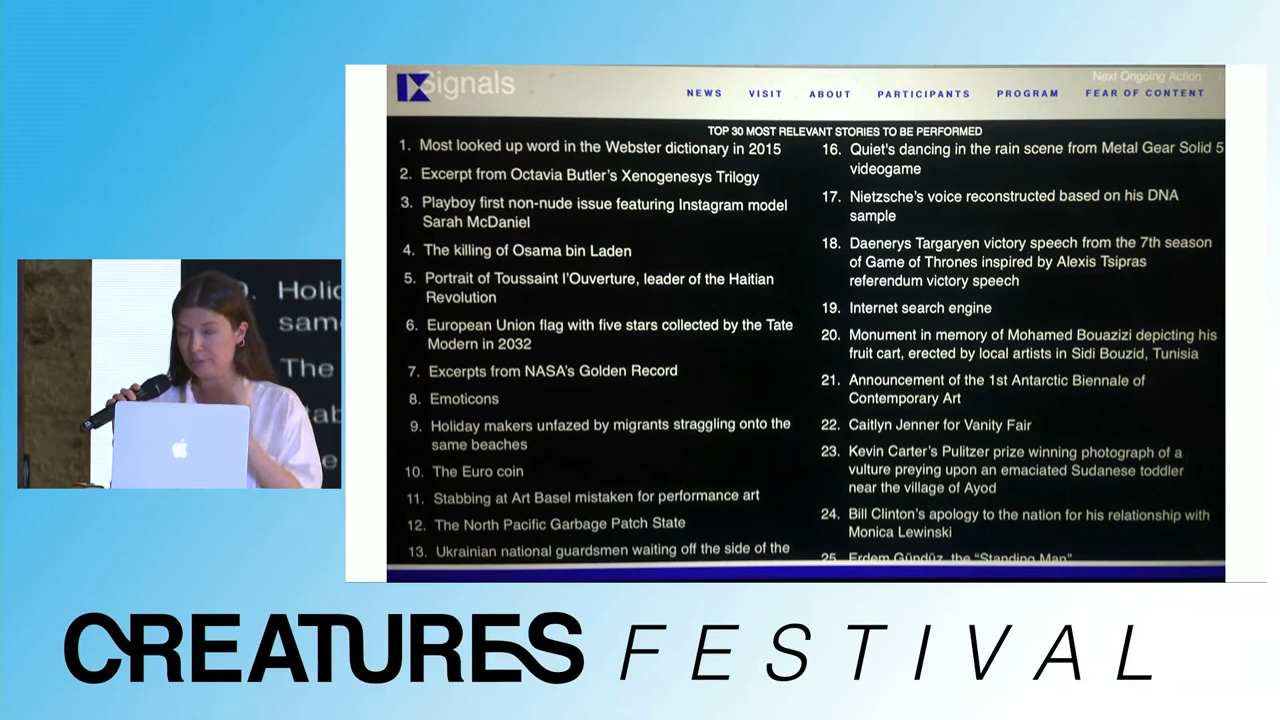 Signals
Next Ongoing Action
NEWS VISIT ABOUT PARTICIPANTS PROGRAM FEAR OF CONTENT
TOP 30 MOST RELEVANT STORIES TO BE PERFORMED
1. Most looked up word in the Webster dictionary in 2015
2. Excerpt from Octavia Butler's Xenogenesys Trilogy
3. Playboy first non-nude issue featuring Instagram model
Sarah McDaniel
4. The killing of Osama bin Laden
5. Portrait of Toussaint l'Ouverture, leader of the Haitian
Revolution
6. European Union flag with five stars collected by the Tate
Modern in 2032
7. Excerpts from NASA's Golden Record
8. Emoticons
9. Holiday makers unfazed by migrants straggling onto the
same beaches
10. The Euro coin
11. Stabbing at Art Basel mistaken for performance art
12. The North Pacific Garbage Patch State
13. Ukrainian national guardsmen waiting off the side of the
16. Quiet's dancing in the rain scene from Metal Gear Solid 5
videogame
17. Nietzsche's voice reconstructed based on his DNA
sample
18. Daenerys Targaryen victory speech from the 7th season
of Game of Thrones inspired by Alexis Tsipras
referendum victory speech
19. Internet search engine
20. Monument in memory of Mohamed Bouazizi depicting his
fruit cart, erected by local artists in Sidi Bouzid, Tunisia
21. Announcement of the 1st Antarctic Biennale of
Contemporary Art
22. Caitlyn Jenner for Vanity Fair
23. Kevin Carter's Pulitzer prize winning photograph of a
vulture preying upon an emaciated Sudanese toddler
near the village of Ayod
24. Bill Clinton's apology to the nation for his relationship with
Monica Lewinski
25. Erdem Gündüz, the "Standing Man"
9. Holid
same
The
tab
e
CREATURES FESTIVAL